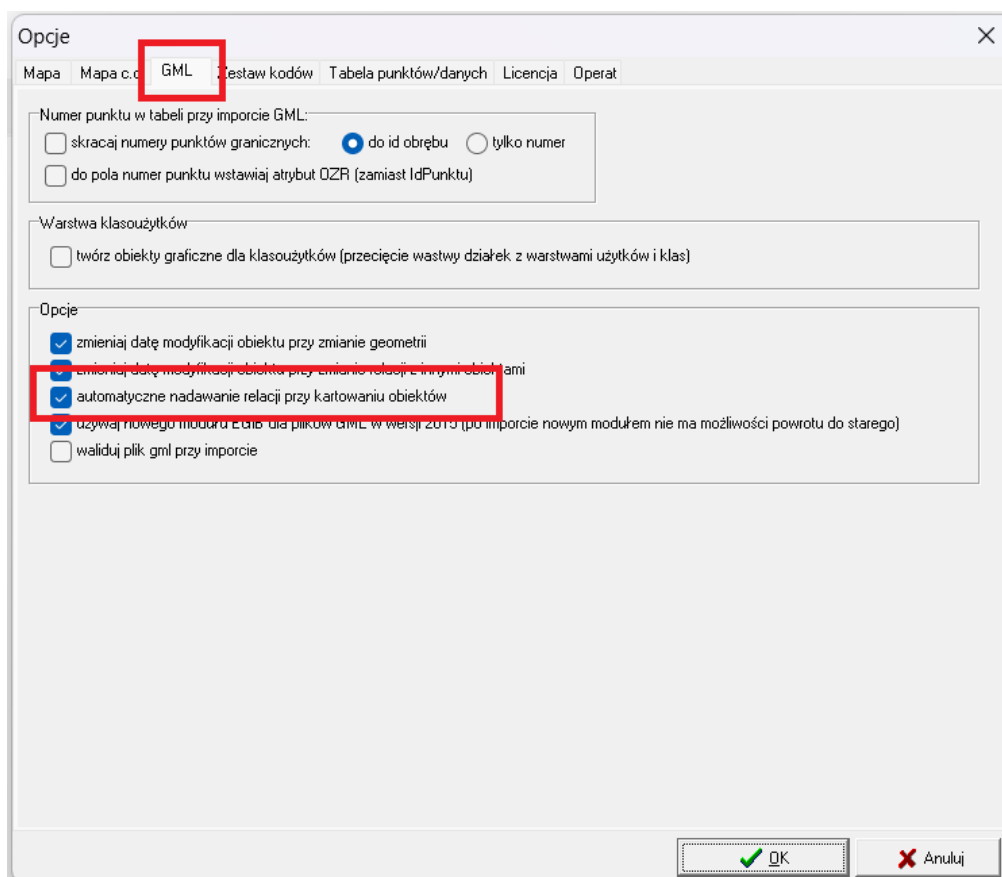 Opcje
Mapa Mapa c.d GML Zestaw kodów Tabela punktów/danych Licencja Operat
Numer punktu w tabeli przy imporcie GML:
skracaj numery punktów granicznych: do id obrębu tylko numer
do pola numer punktu wstawiaj atrybut OZR (zamiast IdPunktu)
Warstwa klasoużytków
twórz obiekty graficzne dla klasoużytków (przecięcie wastwy działek z warstwami użytków i klas)
Opcje
zmieniaj datę modyfikacji obiektu przy zmianie geometrii
zmieniaj datę modyfikacji obiektu przy zmianie relacji z innymi obiektami
automatyczne nadawanie relacji przy kartowaniu obiektów
używaj nowego modułu EGIB dla plików GML w wersji 2015 (po imporcie nowym modułem nie ma możliwości powrotu do starego)
waliduj plik gml przy imporcie
OK Anuluj